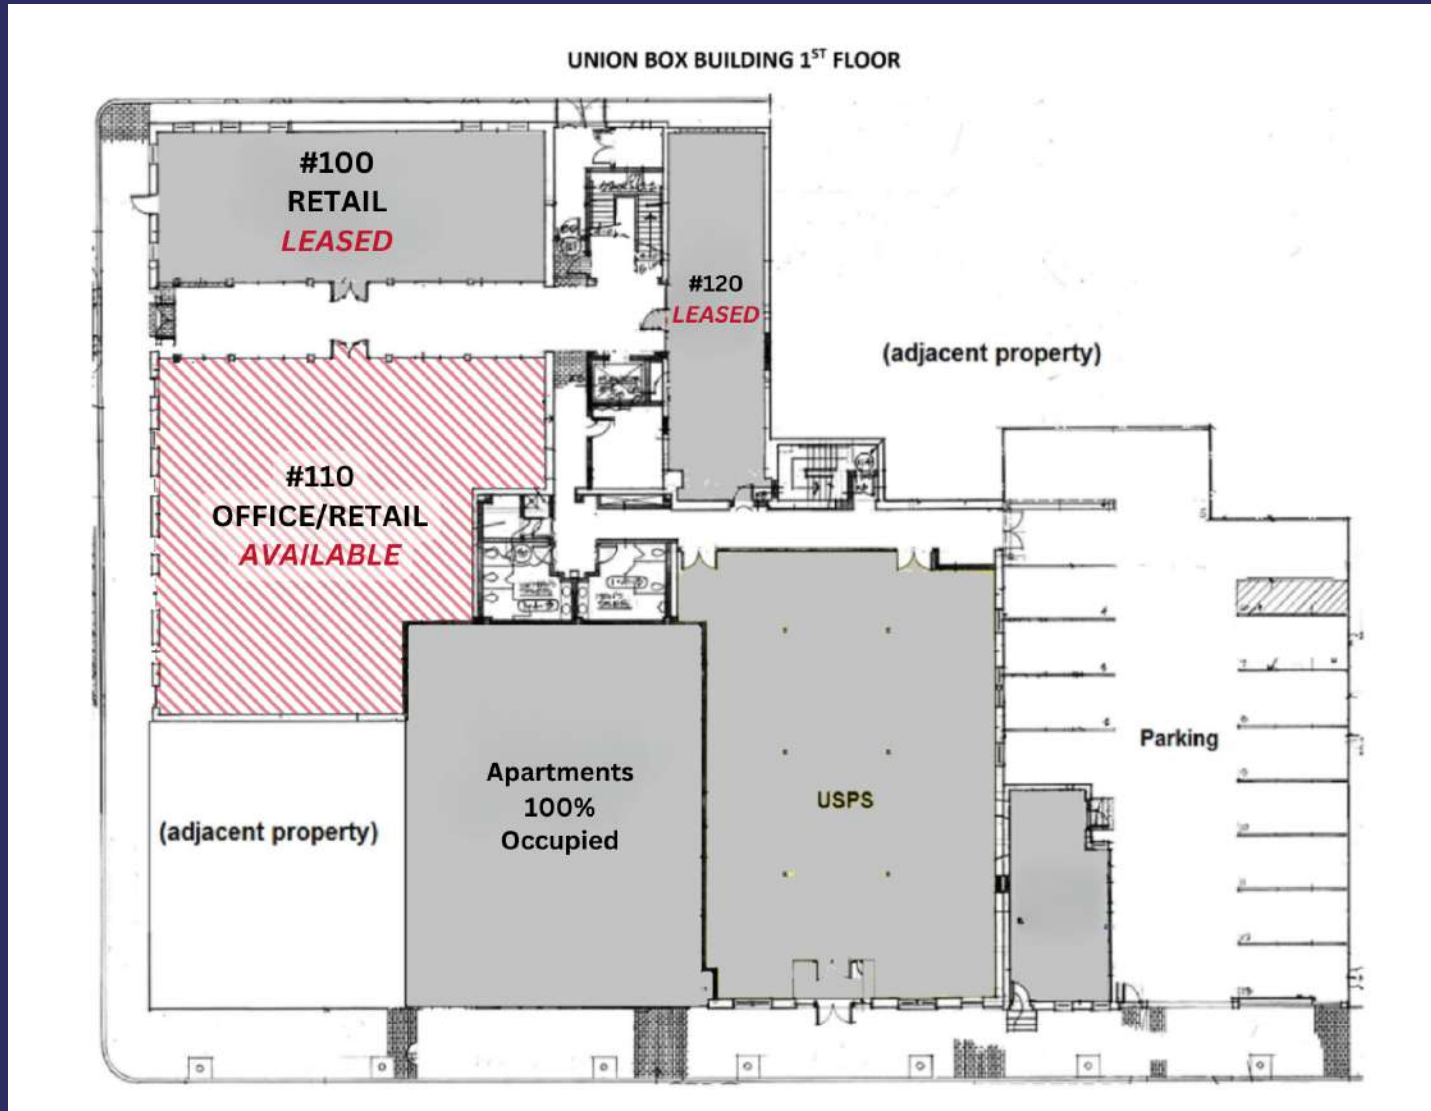 UNION BOX BUILDING 1ST FLOOR
#100
RETAIL
LEASED
#120
LEASED
(adjacent property)
#110
OFFICE/RETAIL
AVAILABLE
Parking
Apartments
100%
Occupied
USPS
(adjacent property)